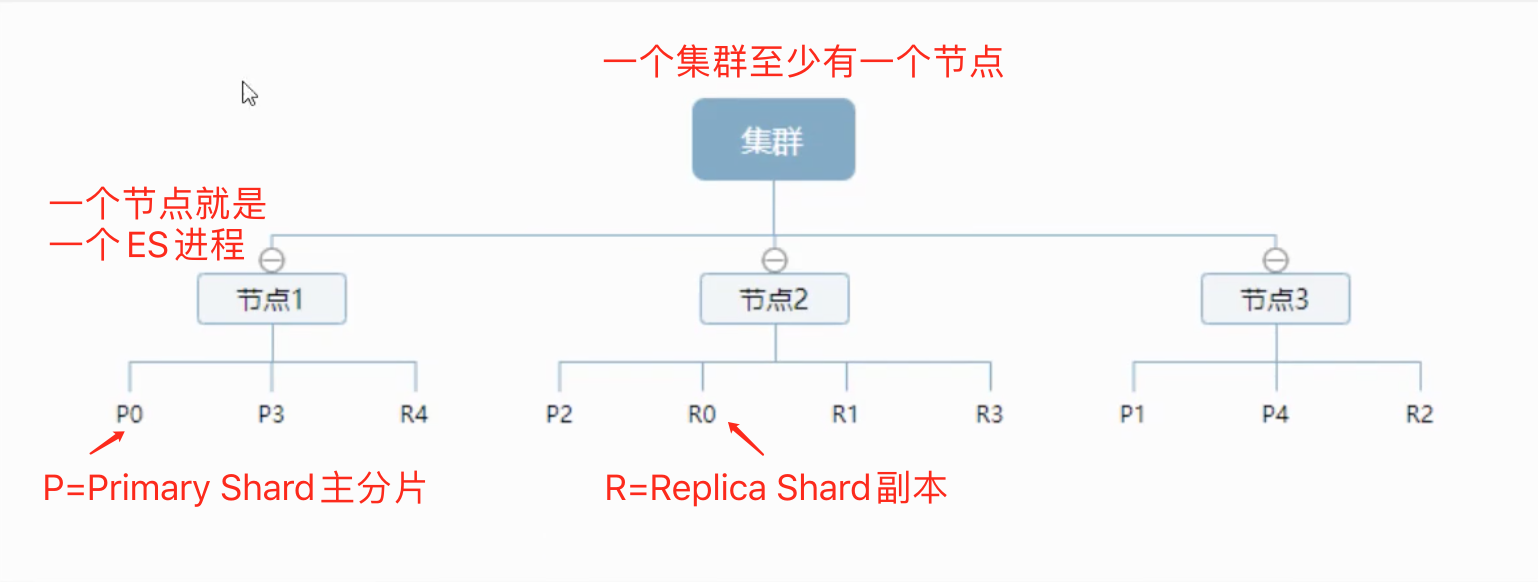 一个集群至少有一个节点
集群
一个节点就是
一个ES进程
节点1
节点2
节点3
P0 P3 R4 P2 R0 R1 R3 P1 P4 R2
P=Primary Shard主分片
R=Replica Shard副本